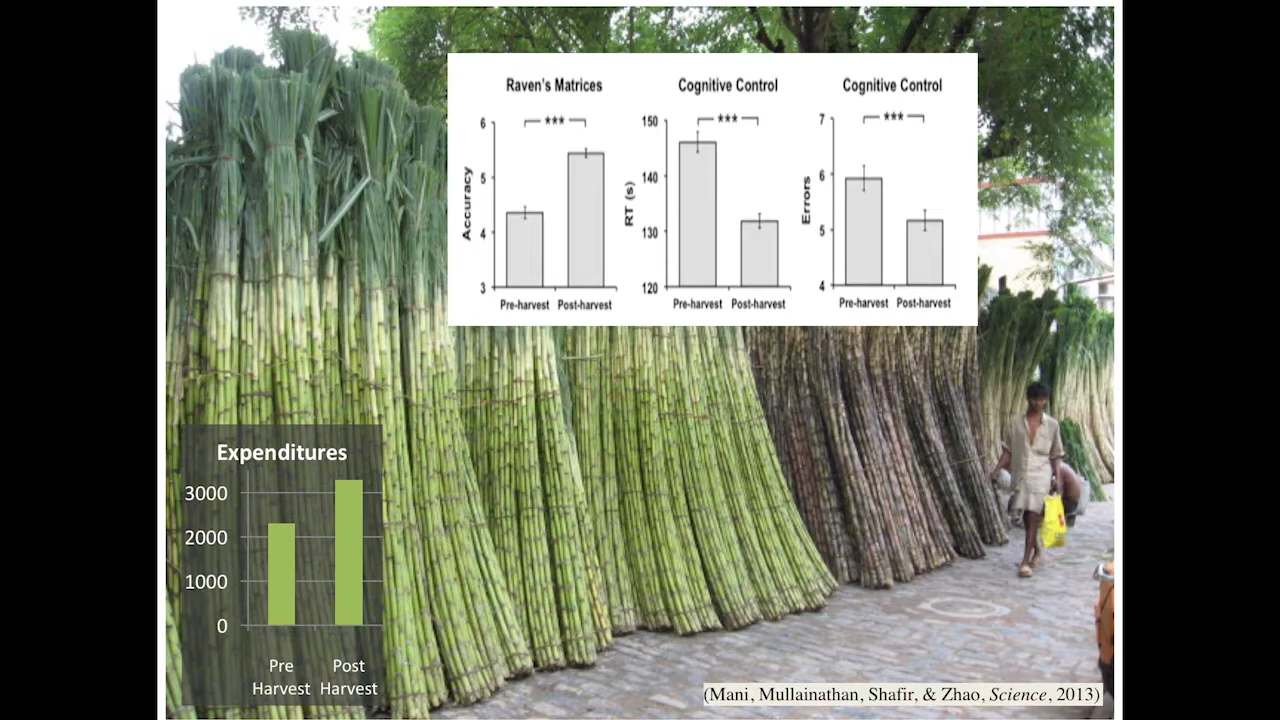 Raven's Matrices
***
6
5
4
3
Accuracy
Pre-harvest Post-harvest
Cognitive Control
***
150
140
130
120
RT (s)
Pre-harvest Post-harvest
Cognitive Control
***
7
6
5
4
Errors
Pre-harvest Post-harvest
Expenditures
3000
2000
1000
0
Pre Post
Harvest Harvest
(Mani, Mullainathan, Shafir, & Zhao, Science, 2013)